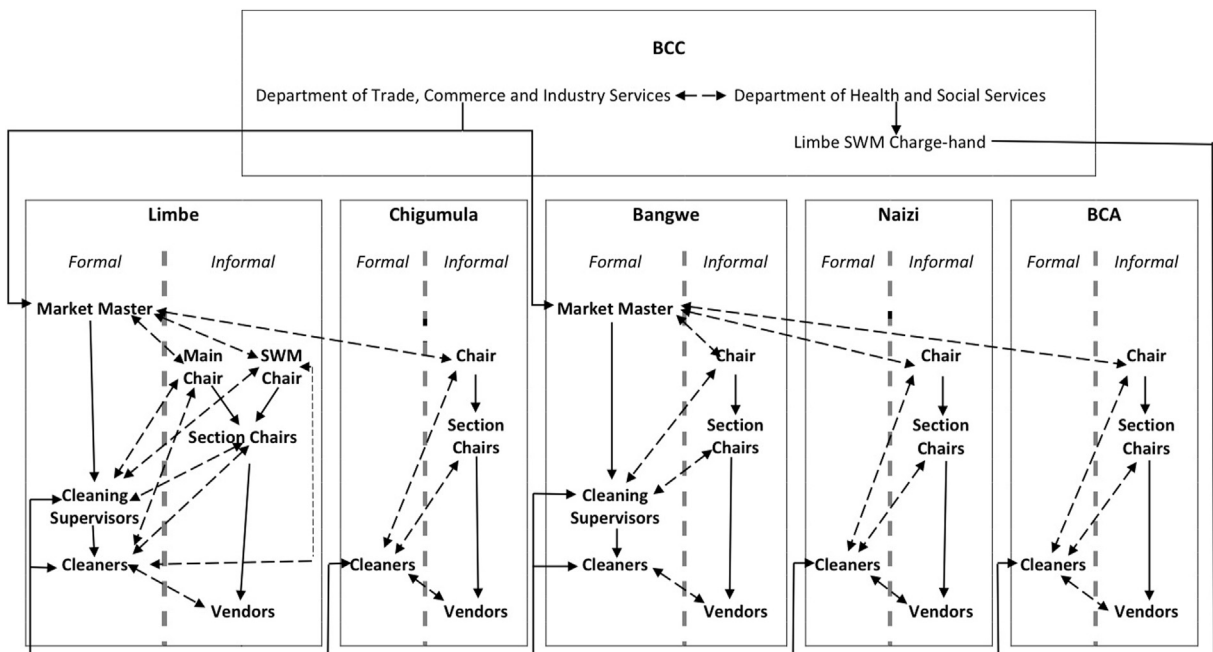 BCC
Department of Trade, Commerce and Industry Services
Department of Health and Social Services
Limbe SWM Charge-hand
Limbe
Formal
Informal
Market Master
Main
Chair
SWM
Chair
Section Chairs
Cleaning
Supervisors
Cleaners
Vendors
Chigumula
Formal
Informal
Chair
Section
Chairs
Cleaners
Vendors
Bangwe
Formal
Informal
Market Master
Chair
Section
Chairs
Cleaning
Supervisors
Cleaners
Vendors
Naizi
Formal
Informal
Chair
Section
Chairs
Cleaners
Vendors
BCA
Formal
Informal
Chair
Section
Chairs
Cleaners
Vendors